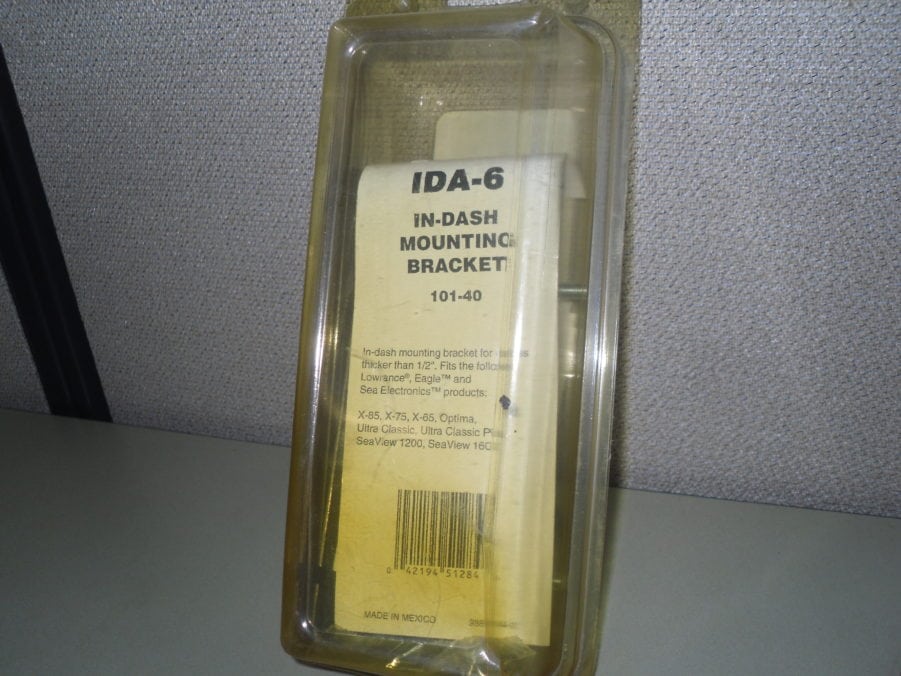 IDA-6
IN-DASH
MOUNTING
BRACKET
101-40
In-dash mounting bracket for
thicker than 1/2". Fits the
Lowrance®, Eagle™ and
Sea Electronics™ products:
X-85, X-75, X-65, Optima,
Ultra Classic, Ultra Classic
SeaView 1200, SeaView
0 42194 51284
MADE IN MEXICO